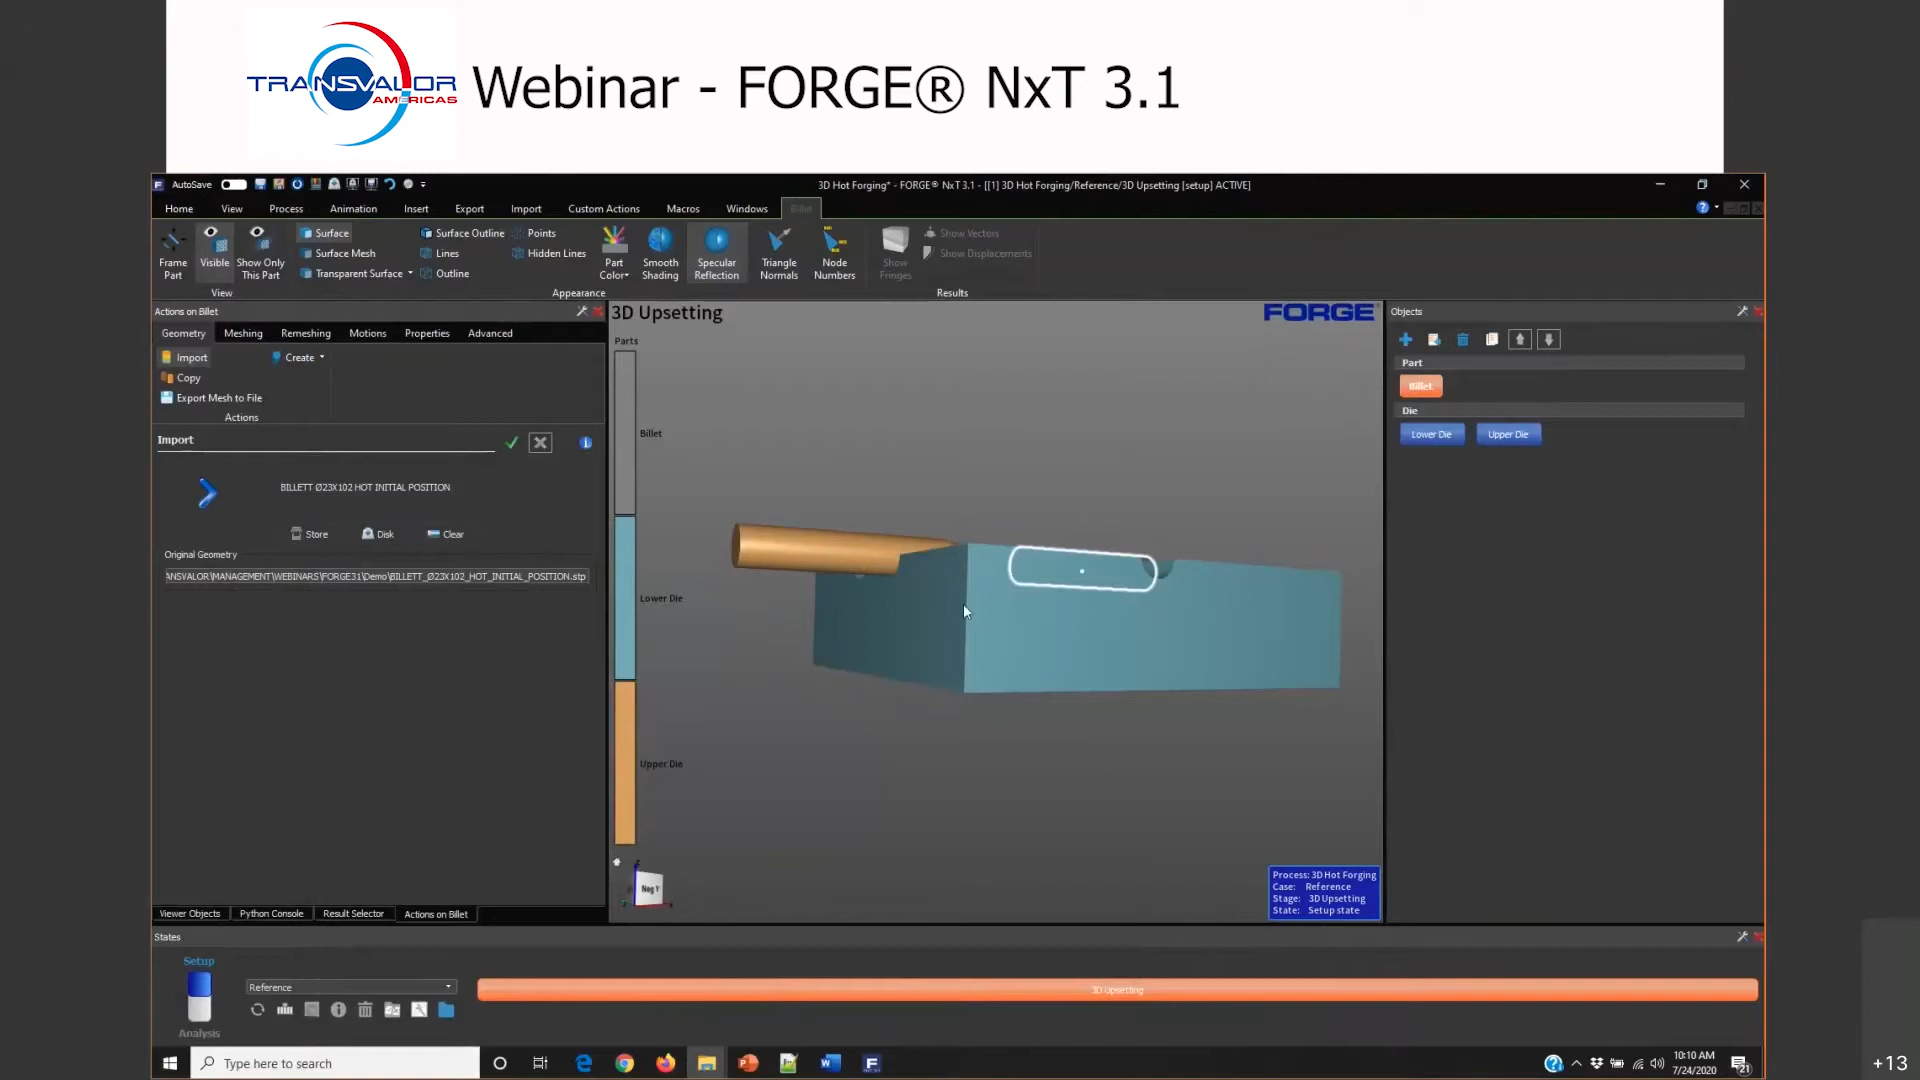 TRANSVALOR
AMERICAS
Webinar - FORGE® NxT 3.1
AutoSave
3D Hot Forging* - FORGE® NxT 3.1 - [[1] 3D Hot Forging/Reference/3D Upsetting [setup] ACTIVE]
Home View Process Animation Insert Export Import Custom Actions Macros Windows Billet
Frame Part
Visible
Show Only This Part
Surface
Surface Mesh
Transparent Surface
Surface Outline
Lines
Outline
Points
Hidden Lines
Part Color
Smooth Shading
Specular Reflection
Triangle Normals
Node Numbers
Show Fringes
Show Vectors
Show Displacements
View
Appearance
Results
Actions on Billet
Geometry Meshing Remeshing Motions Properties Advanced
Import
Create
Copy
Export Mesh to File
Actions
Import
BILLETT Ø23X102 HOT INITIAL POSITION
Store Disk Clear
Original Geometry
ANSVALOR\MANAGEMENT\WEBINARS\FORGE31\Demo\BILLETT_Ø23X102_HOT_INITIAL_POSITION.stp
Viewer Objects Python Console Result Selector Actions on Billet
3D Upsetting
FORGE
Parts
Billet
Lower Die
Upper Die
Neg Y
Process: 3D Hot Forging
Case: Reference
Stage: 3D Upsetting
State: Setup state
Objects
Part
Billet
Die
Lower Die Upper Die
States
Setup
Analysis
Reference
3D Upsetting
Type here to search
10:10 AM
7/24/2020
21
+13